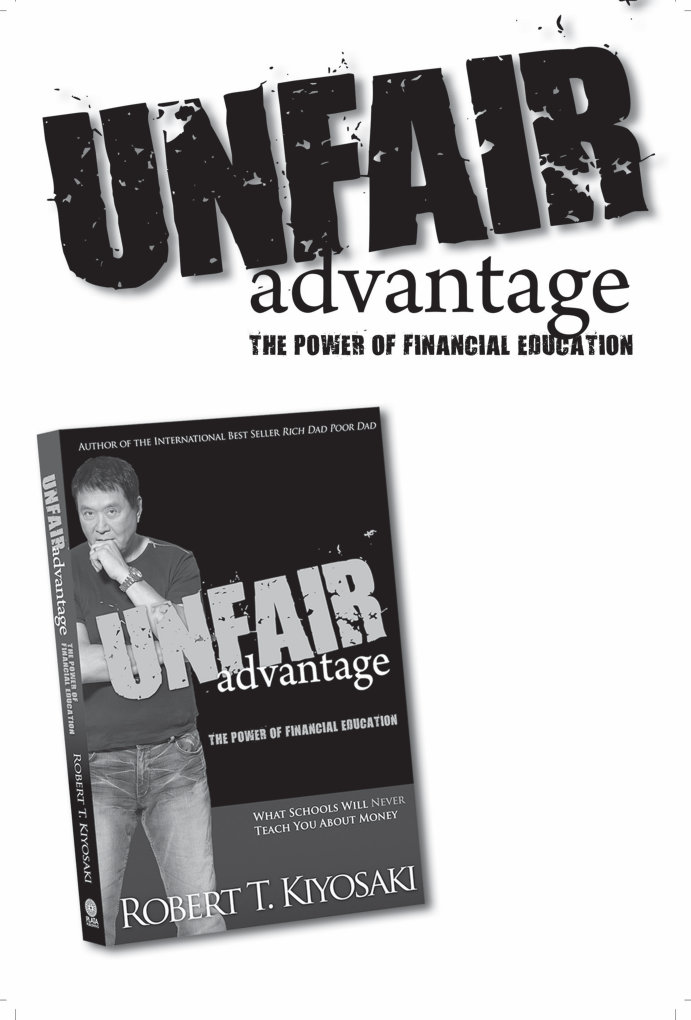 UNFAIR
advantage
THE POWER OF FINANCIAL EDUCATION
AUTHOR OF THE INTERNATIONAL BEST SELLER RICH DAD POOR DAD
UNFAIR
advantage
THE POWER OF FINANCIAL EDUCATION
WHAT SCHOOLS WILL NEVER
TEACH YOU ABOUT MONEY
ROBERT T. KIYOSAKI
UNFAIR
advantage
THE POWER OF
FINANCIAL EDUCATION
ROBERT T. KIYOSAKI
PLATA
PUBLISHING